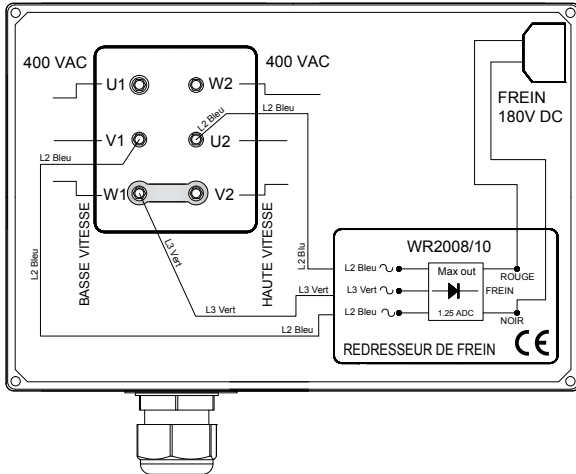 400 VAC
400 VAC
U1
W2
L2 Bleu
L2 Bleu
V1
U2
L2 Bleu
W1
V2
L2 Bleu
BASSE VITESSE
L3 Vert
HAUTE VITESSE
L2 Blu
L3 Vert
L2 Bleu
FREIN
180V DC
WR2008/10
L2 Bleu
Max out
ROUGE
L3 Vert
FREIN
L2 Bleu
1.25 ADC
NOIR
REDRESSEUR DE FREIN
CE